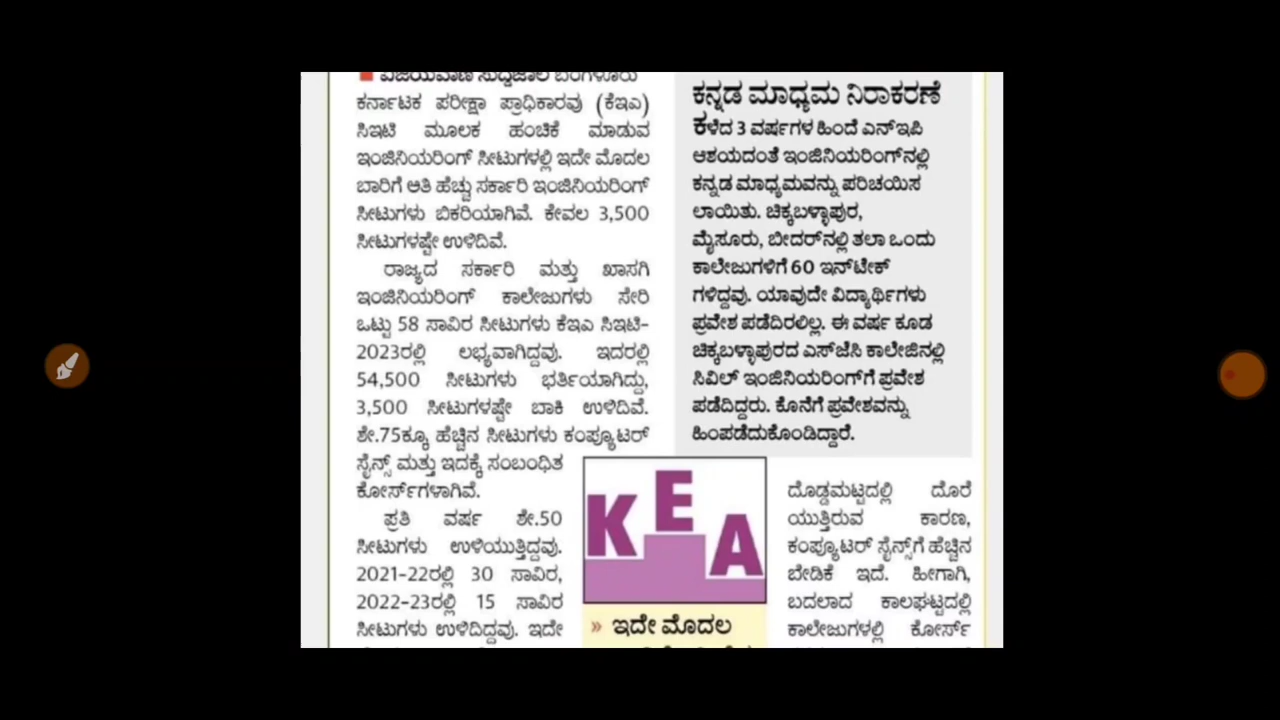 ವಿಜಯವಾಣಿ ಸುದ್ದಿಜಾಲ ಬೆಂಗಳೂರು
ಕರ್ನಾಟಕ ಪರೀಕ್ಷಾ ಪ್ರಾಧಿಕಾರವು (ಕೆಇಎ)
ಸಿಇಟಿ ಮೂಲಕ ಹಂಚಿಕೆ ಮಾಡುವ
ಇಂಜಿನಿಯರಿಂಗ್ ಸೀಟುಗಳಲ್ಲಿ ಇದೇ ಮೊದಲ
ಬಾರಿಗೆ ಅತಿ ಹೆಚ್ಚು ಸರ್ಕಾರಿ ಇಂಜಿನಿಯರಿಂಗ್
ಸೀಟುಗಳು ಬಿಕರಿಯಾಗಿವೆ. ಕೇವಲ 3,500
ಸೀಟುಗಳಷ್ಟೇ ಉಳಿದಿವೆ.
ರಾಜ್ಯದ ಸರ್ಕಾರಿ ಮತ್ತು ಖಾಸಗಿ
ಇಂಜಿನಿಯರಿಂಗ್ ಕಾಲೇಜುಗಳು ಸೇರಿ
ಒಟ್ಟು 58 ಸಾವಿರ ಸೀಟುಗಳು ಕೆಇಎ ಸಿಇಟಿ-
2023ರಲ್ಲಿ ಲಭ್ಯವಾಗಿದ್ದವು. ಇದರಲ್ಲಿ
54,500 ಸೀಟುಗಳು ಭರ್ತಿಯಾಗಿದ್ದು,
3,500 ಸೀಟುಗಳಷ್ಟೇ ಬಾಕಿ ಉಳಿದಿವೆ.
ಶೇ.75ಕ್ಕೂ ಹೆಚ್ಚಿನ ಸೀಟುಗಳು ಕಂಪ್ಯೂಟರ್
ಸೈನ್ಸ್ ಮತ್ತು ಇದಕ್ಕೆ ಸಂಬಂಧಿತ
ಕೋರ್ಸ್‌ಗಳಾಗಿವೆ.
ಪ್ರತಿ ವರ್ಷ ಶೇ.50
ಸೀಟುಗಳು ಉಳಿಯುತ್ತಿದ್ದವು.
2021-22ರಲ್ಲಿ 30 ಸಾವಿರ,
2022-23ರಲ್ಲಿ 15 ಸಾವಿರ
ಸೀಟುಗಳು ಉಳಿದಿದ್ದವು. ಇದೇ
ಕನ್ನಡ ಮಾಧ್ಯಮ ನಿರಾಕರಣೆ
ಕಳೆದ 3 ವರ್ಷಗಳ ಹಿಂದೆ ಎನ್‌ಇಪಿ
ಆಶಯದಂತೆ ಇಂಜಿನಿಯರಿಂಗ್‌ನಲ್ಲಿ
ಕನ್ನಡ ಮಾಧ್ಯಮವನ್ನು ಪರಿಚಯಿಸ
ಲಾಯಿತು. ಚಿಕ್ಕಬಳ್ಳಾಪುರ,
ಮೈಸೂರು, ಬೀದರ್‌ನಲ್ಲಿ ತಲಾ ಒಂದು
ಕಾಲೇಜುಗಳಿಗೆ 60 ಇನ್‌ಟೇಕ್
ಗಳಿದ್ದವು. ಯಾವುದೇ ವಿದ್ಯಾರ್ಥಿಗಳು
ಪ್ರವೇಶ ಪಡೆದಿರಲಿಲ್ಲ. ಈ ವರ್ಷ ಕೂಡ
ಚಿಕ್ಕಬಳ್ಳಾಪುರದ ಎಸ್‌ಜೆಸಿ ಕಾಲೇಜಿನಲ್ಲಿ
ಸಿವಿಲ್ ಇಂಜಿನಿಯರಿಂಗ್‌ಗೆ ಪ್ರವೇಶ
ಪಡೆದಿದ್ದರು. ಕೊನೆಗೆ ಪ್ರವೇಶವನ್ನು
ಹಿಂಪಡೆದುಕೊಂಡಿದ್ದಾರೆ.
KEA
» ಇದೇ ಮೊದಲ
ದೊಡ್ಡಮಟ್ಟದಲ್ಲಿ ದೊರೆ
ಯುತ್ತಿರುವ ಕಾರಣ,
ಕಂಪ್ಯೂಟರ್ ಸೈನ್ಸ್‌ಗೆ ಹೆಚ್ಚಿನ
ಬೇಡಿಕೆ ಇದೆ. ಹೀಗಾಗಿ,
ಬದಲಾದ ಕಾಲಘಟ್ಟದಲ್ಲಿ
ಕಾಲೇಜುಗಳಲ್ಲಿ ಕೋರ್ಸ್